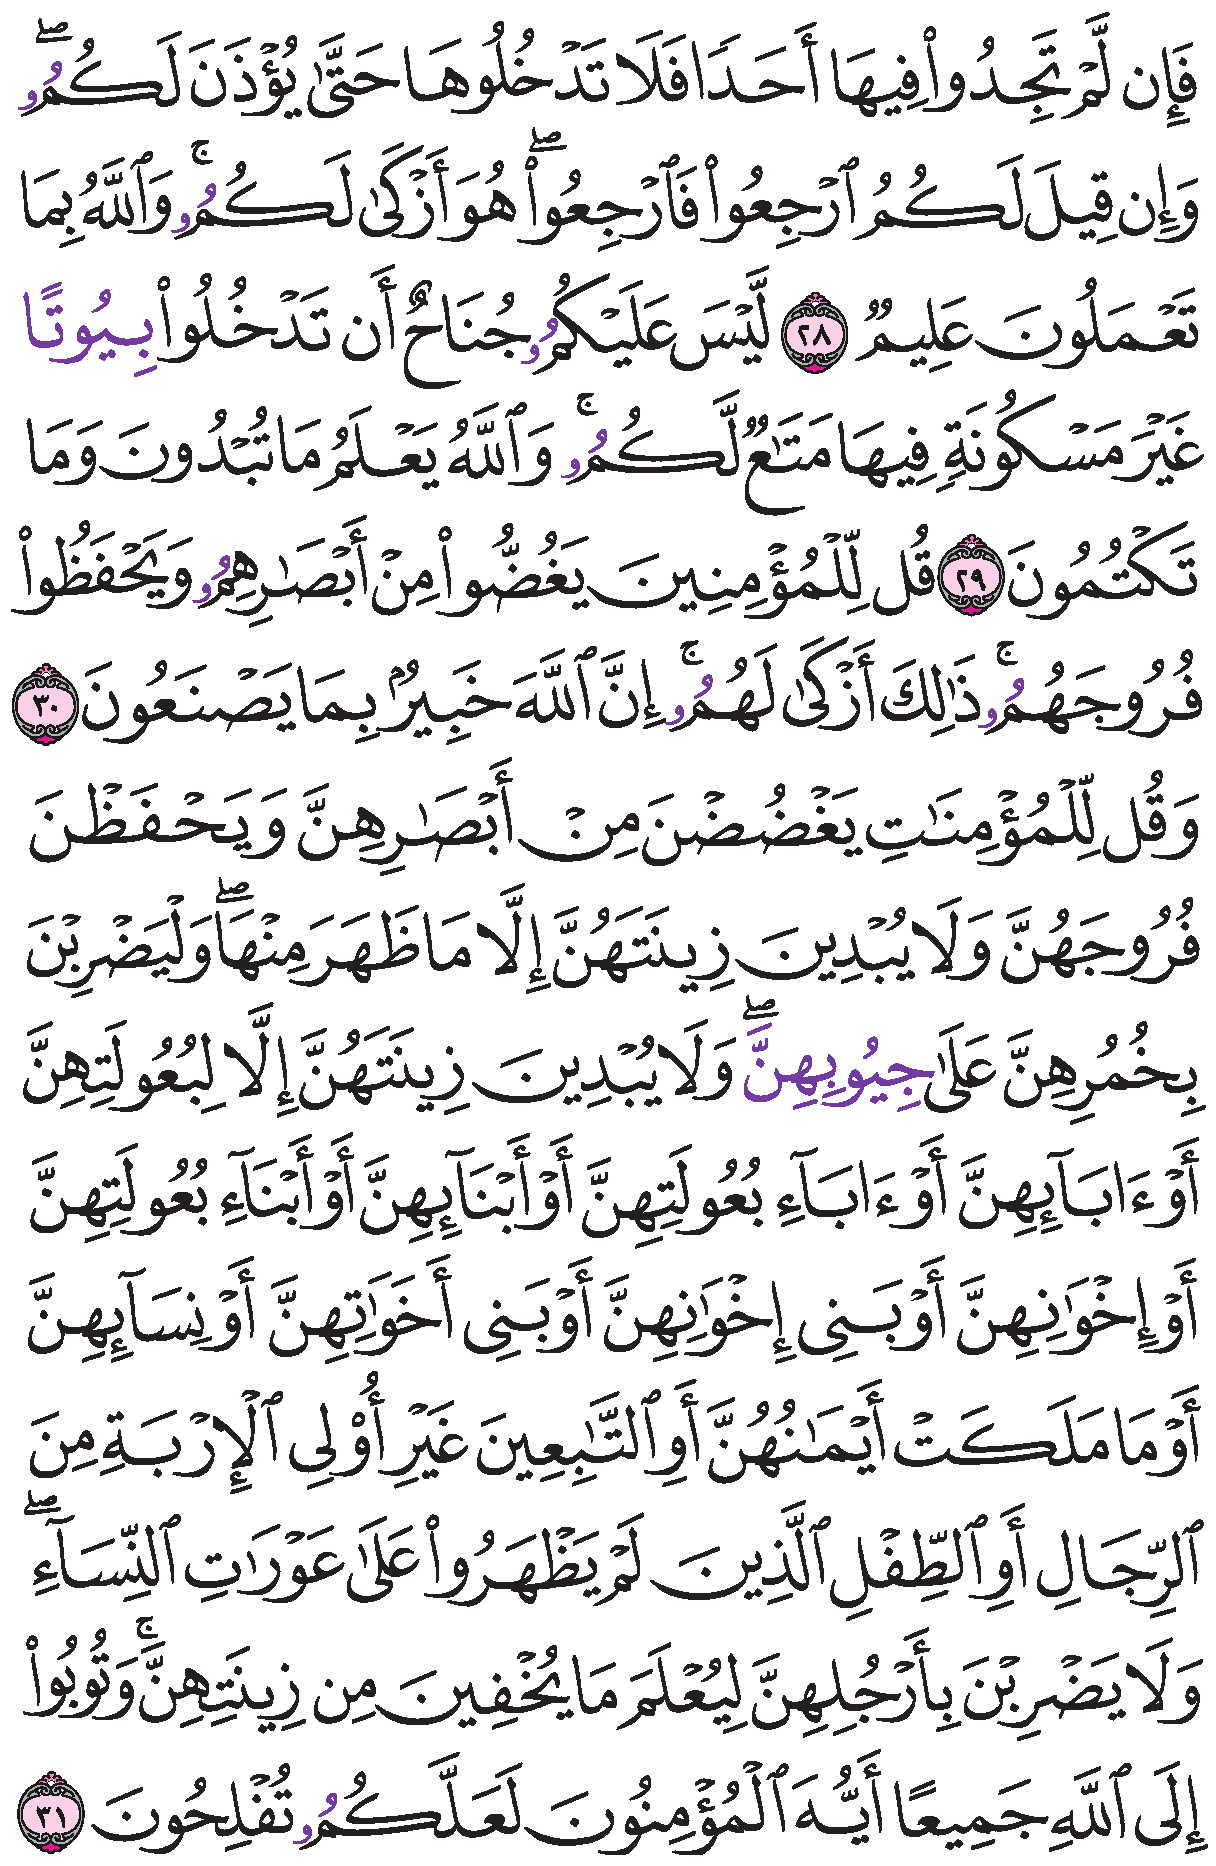 فَإِن لَّمْ تَجِدُوا۟ فِيهَا أَحَدًا فَلَا تَدْخُلُوهَا حَتَّىٰ يُؤْذَنَ لَكُمُۥ ۖ
وَإِن قِيلَ لَكُمُ ٱرْجِعُوا۟ فَٱرْجِعُوا۟ ۖ هُوَ أَزْكَىٰ لَكُمُۥ ۚ وَٱللَّهُ بِمَا
تَعْمَلُونَ عَلِيمٌ ٢٨ لَّيْسَ عَلَيْكُمُۥ جُنَاحٌ أَن تَدْخُلُوا۟ بِيُوتًا
غَيْرَ مَسْكُونَةٍ فِيهَا مَتَٰعٌ لَّكُمُۥ ۚ وَٱللَّهُ يَعْلَمُ مَا تُبْدُونَ وَمَا
تَكْتُمُونَ ٢٩ قُل لِّلْمُؤْمِنِينَ يَغُضُّوا۟ مِنْ أَبْصَٰرِهِمُۥ وَيَحْفَظُوا۟
فُرُوجَهُمُۥ ۚ ذَٰلِكَ أَزْكَىٰ لَهُمُۥ ۚ إِنَّ ٱللَّهَ خَبِيرٌۢ بِمَا يَصْنَعُونَ ٣٠
وَقُل لِّلْمُؤْمِنَٰتِ يَغْضُضْنَ مِنْ أَبْصَٰرِهِنَّ وَيَحْفَظْنَ
فُرُوجَهُنَّ وَلَا يُبْدِينَ زِينَتَهُنَّ إِلَّا مَا ظَهَرَ مِنْهَا ۖ وَلْيَضْرِبْنَ
بِخُمُرِهِنَّ عَلَىٰ جِيُوبِهِنَّ ۖ وَلَا يُبْدِينَ زِينَتَهُنَّ إِلَّا لِبُعُولَتِهِنَّ
أَوْ ءَابَآئِهِنَّ أَوْ ءَابَآءِ بُعُولَتِهِنَّ أَوْ أَبْنَآئِهِنَّ أَوْ أَبْنَآءِ بُعُولَتِهِنَّ
أَوْ إِخْوَٰنِهِنَّ أَوْ بَنِى إِخْوَٰنِهِنَّ أَوْ بَنِى أَخَوَٰتِهِنَّ أَوْ نِسَآئِهِنَّ
أَوْ مَا مَلَكَتْ أَيْمَٰنُهُنَّ أَوِ ٱلتَّٰبِعِينَ غَيْرِ أُو۟لِى ٱلْإِرْبَةِ مِنَ
ٱلرِّجَالِ أَوِ ٱلطِّفْلِ ٱلَّذِينَ لَمْ يَظْهَرُوا۟ عَلَىٰ عَوْرَٰتِ ٱلنِّسَآءِ ۖ
وَلَا يَضْرِبْنَ بِأَرْجُلِهِنَّ لِيُعْلَمَ مَا يُخْفِينَ مِن زِينَتِهِنَّ ۚ وَتُوبُوا۟
إِلَى ٱللَّهِ جَمِيعًا أَيُّهَ ٱلْمُؤْمِنُونَ لَعَلَّكُمُۥ تُفْلِحُونَ ٣١